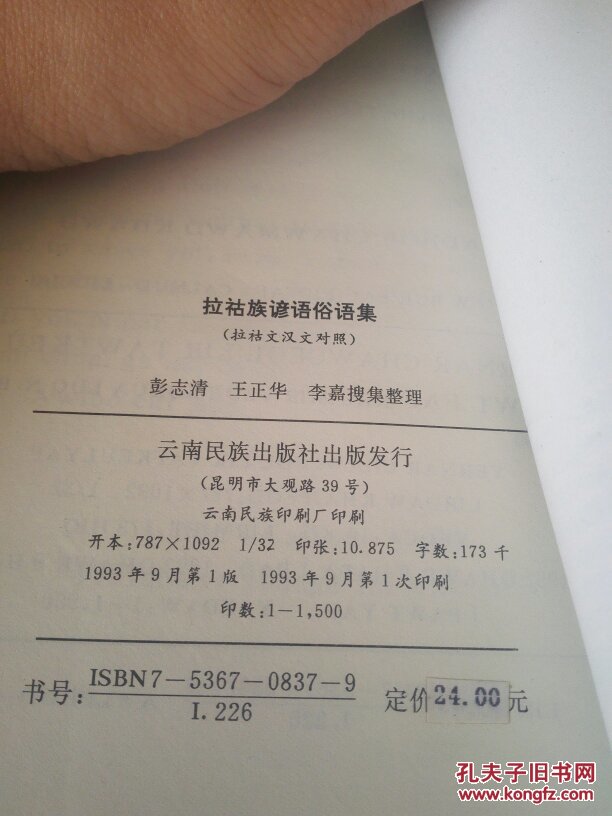 拉祜族谚语俗语集
(拉祜文汉文对照)
彭志清 王正华 李嘉搜集整理
云南民族出版社出版发行
(昆明市大观路39号)
云南民族印刷厂印刷
开本:787×1092 1/32 印张:10.875 字数:173千
1993年9月第1版 1993年9月第1次印刷
印数:1—1,500
书号: ISBN7—5367—0837—9
I.226
定价 24.00 元
孔夫子旧书网
www.kongfz.com